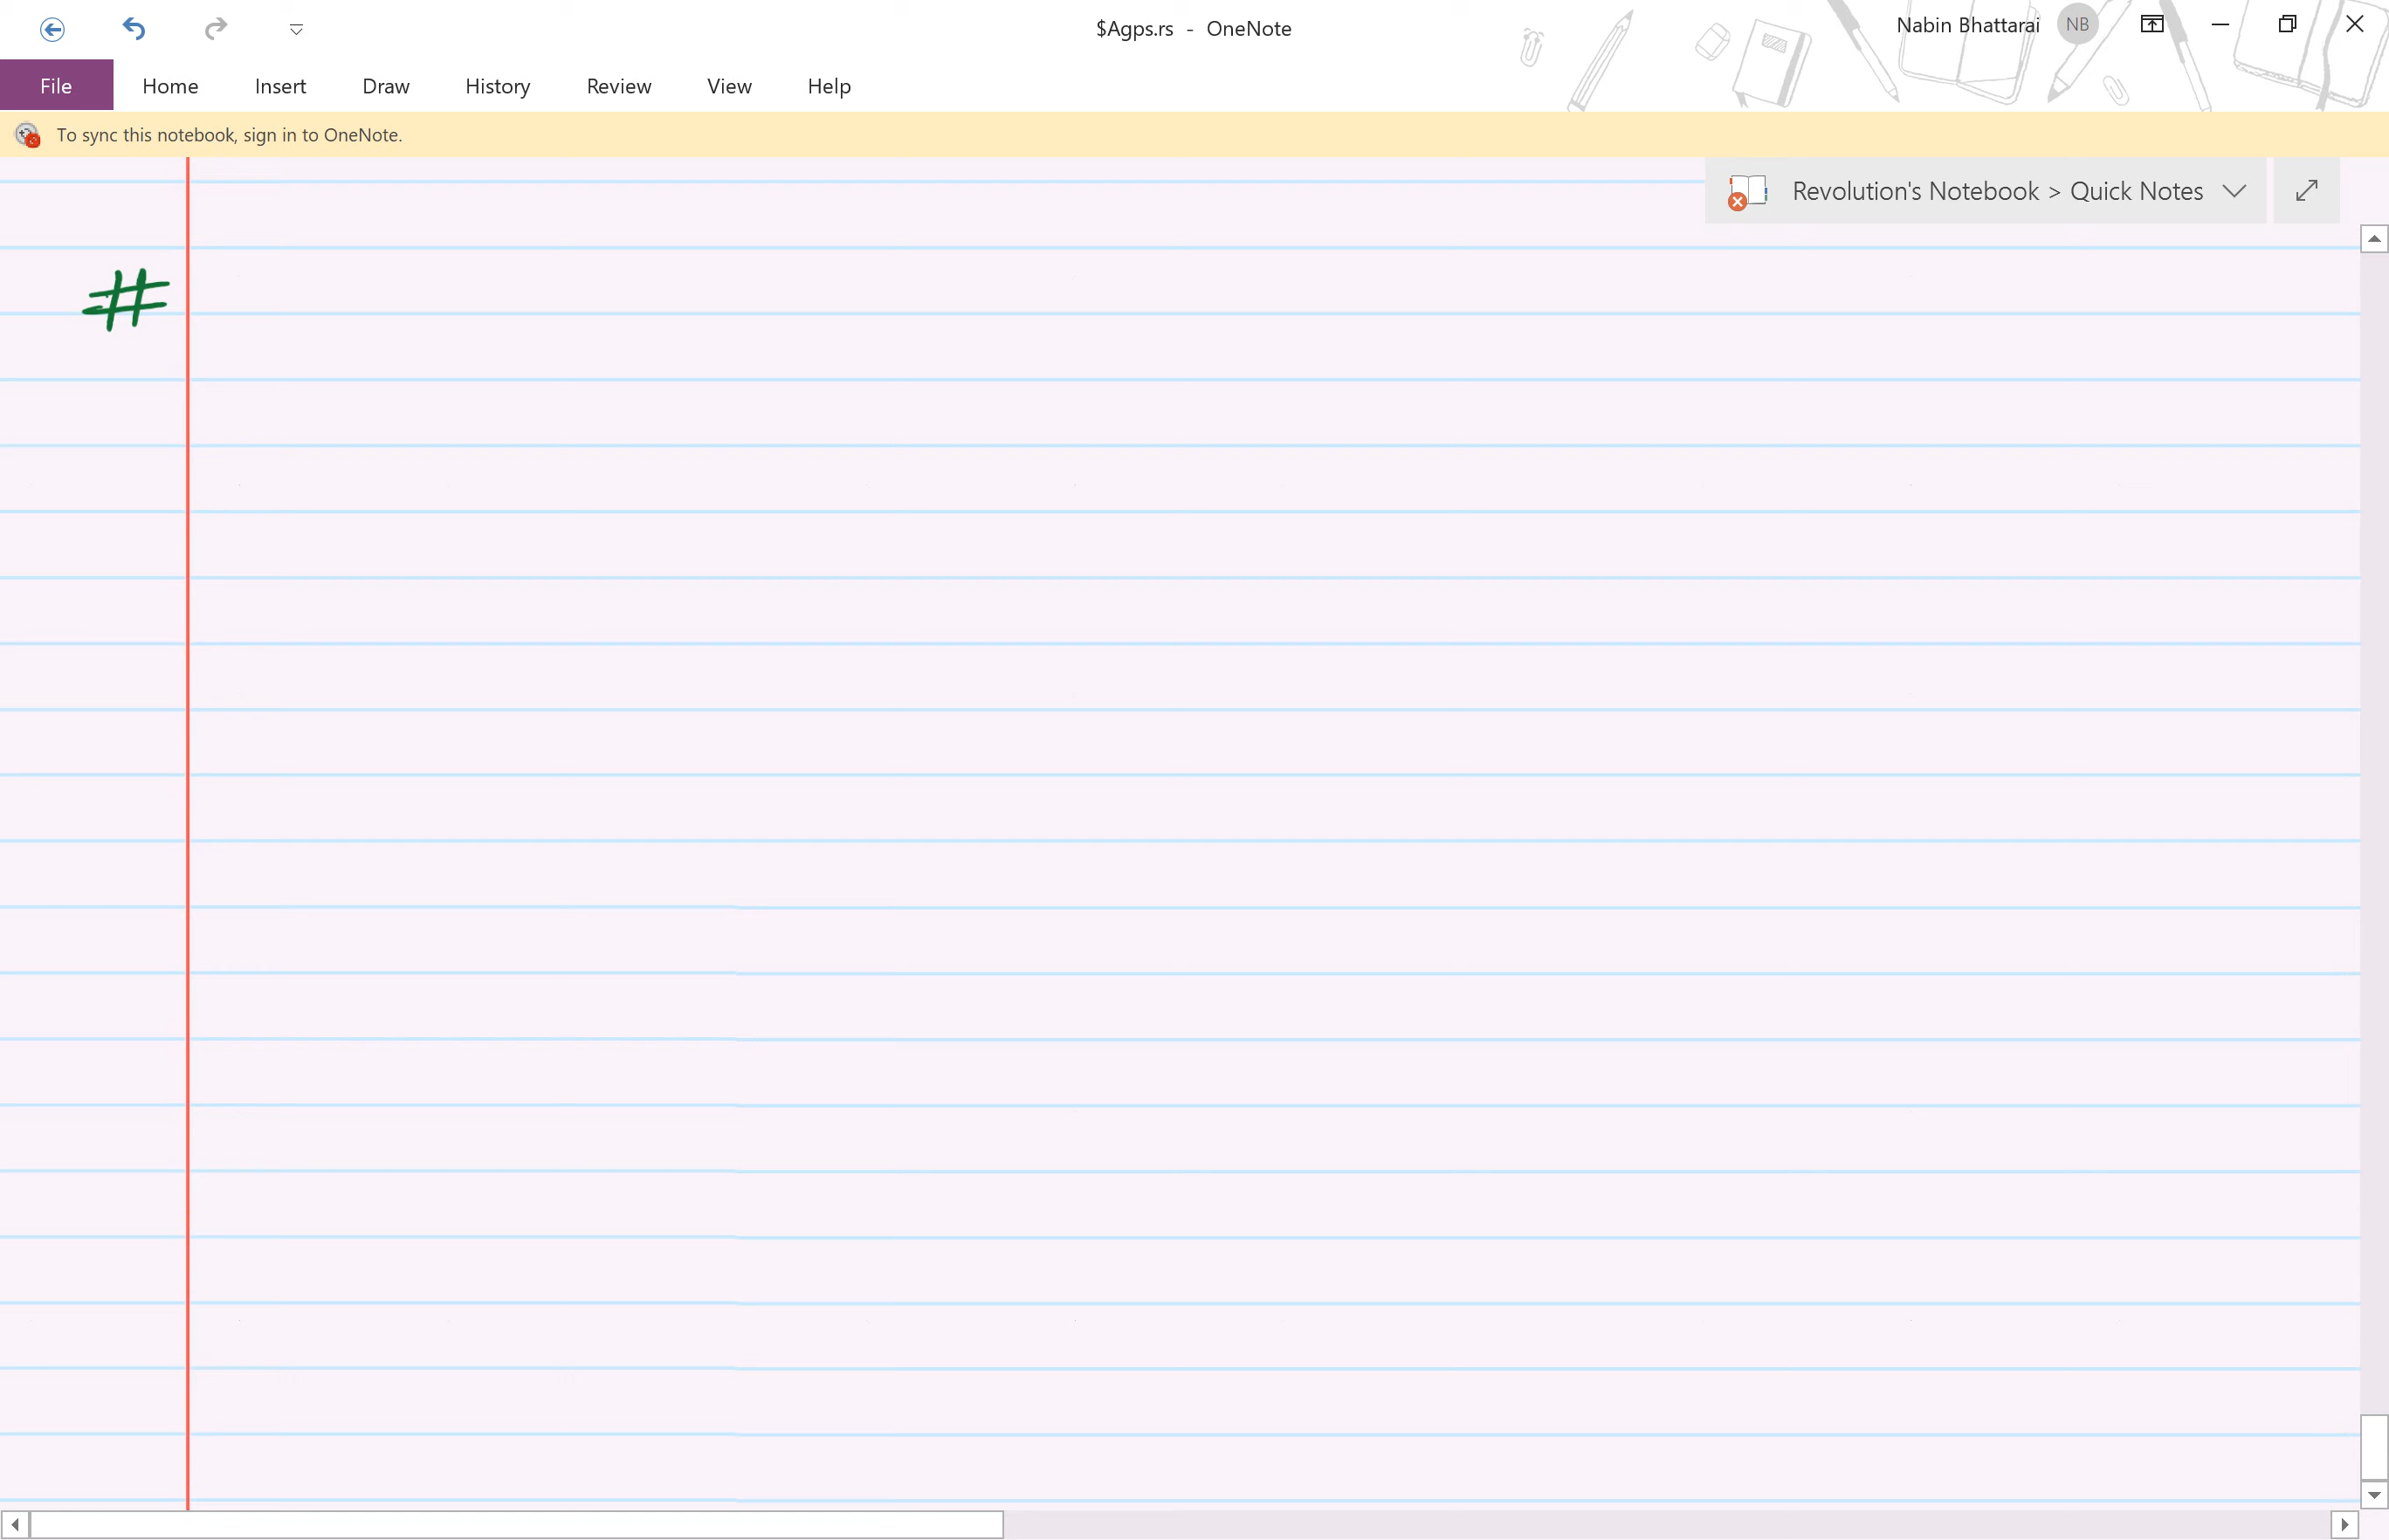 $Agps.rs - OneNote
Nabin Bhattarai NB
File Home Insert Draw History Review View Help
To sync this notebook, sign in to OneNote.
Revolution's Notebook > Quick Notes
#